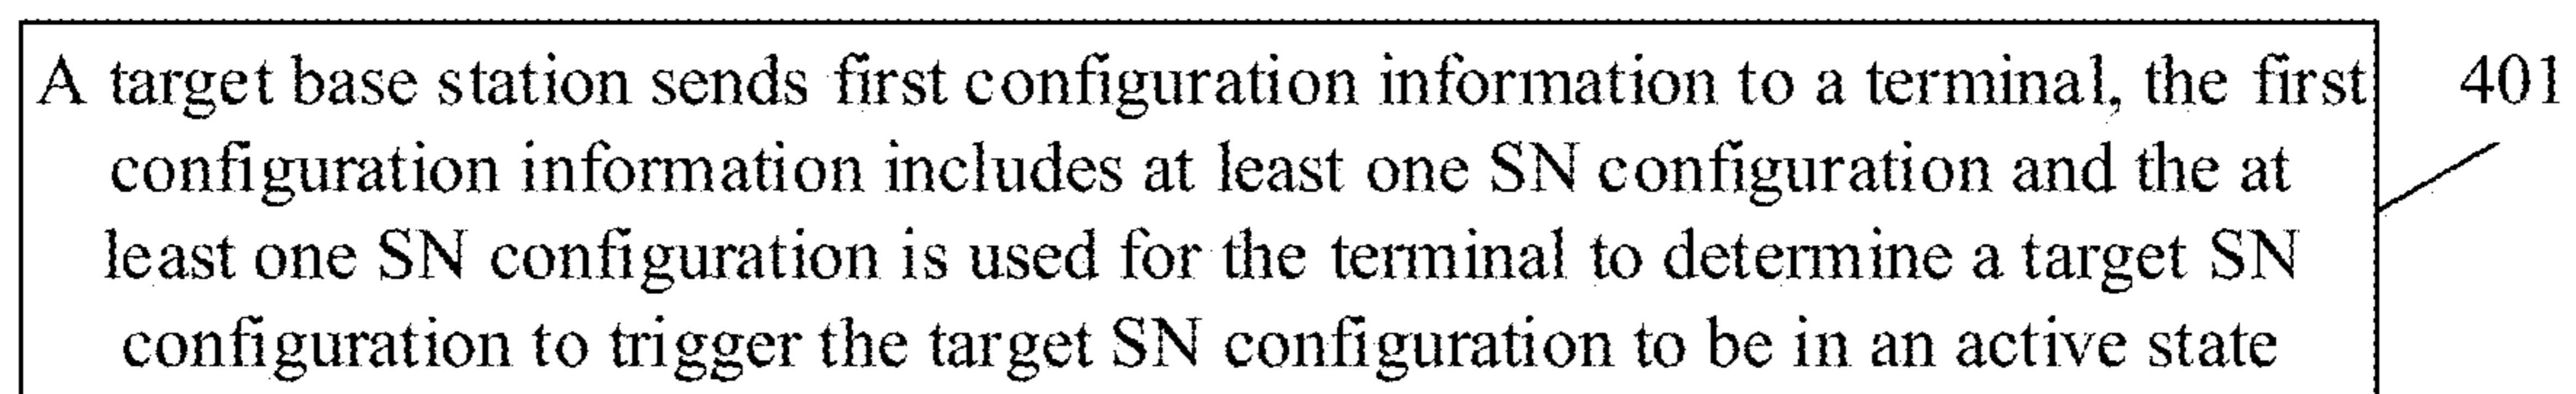 A target base station sends first configuration information to a terminal, the first
configuration information includes at least one SN configuration and the at
least one SN configuration is used for the terminal to determine a target SN
configuration to trigger the target SN configuration to be in an active state
401